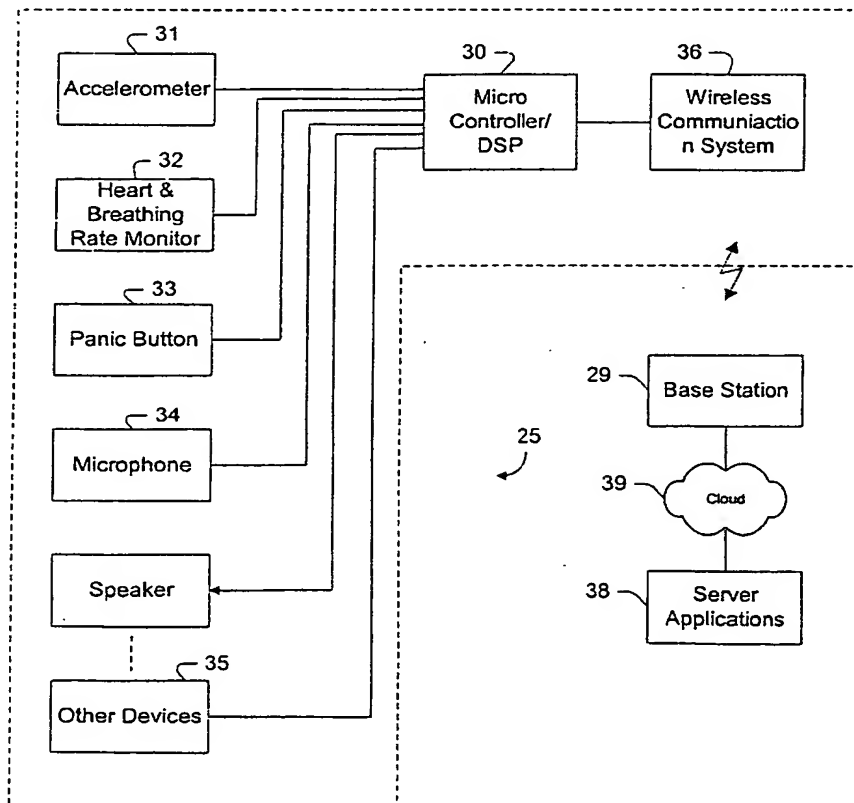 31
Accelerometer
30
Micro
Controller/
DSP
36
Wireless
Communiactio
n System
32
Heart &
Breathing
Rate Monitor
33
Panic Button
29
Base Station
34
Microphone
25
39
Cloud
Speaker
38
Server
Applications
35
Other Devices